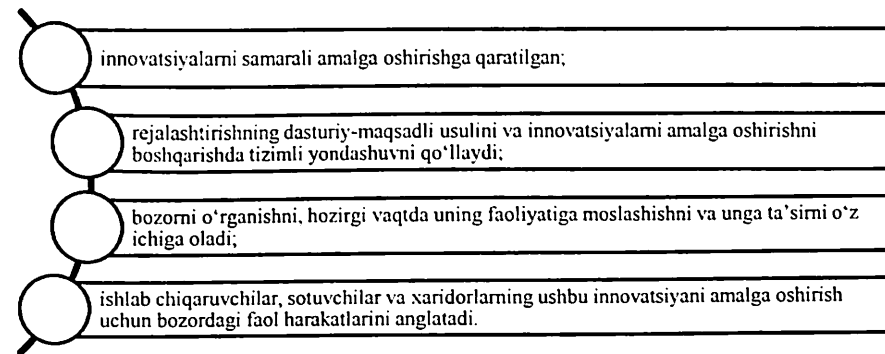 innovatsiyalarni samarali amalga oshirishga qaratilgan;
rejalashtirishning dasturiy-maqsadli usulini va innovatsiyalarni amalga oshirishni
boshqarishda tizimli yondashuvni qo‘llaydi;
bozorni o‘rganishni, hozirgi vaqtda uning faoliyatiga moslashishni va unga ta’sirni o‘z
ichiga oladi;
ishlab chiqaruvchilar, sotuvchilar va xaridorlarning ushbu innovatsiyani amalga oshirish
uchun bozordagi faol harakatlarini anglatadi.